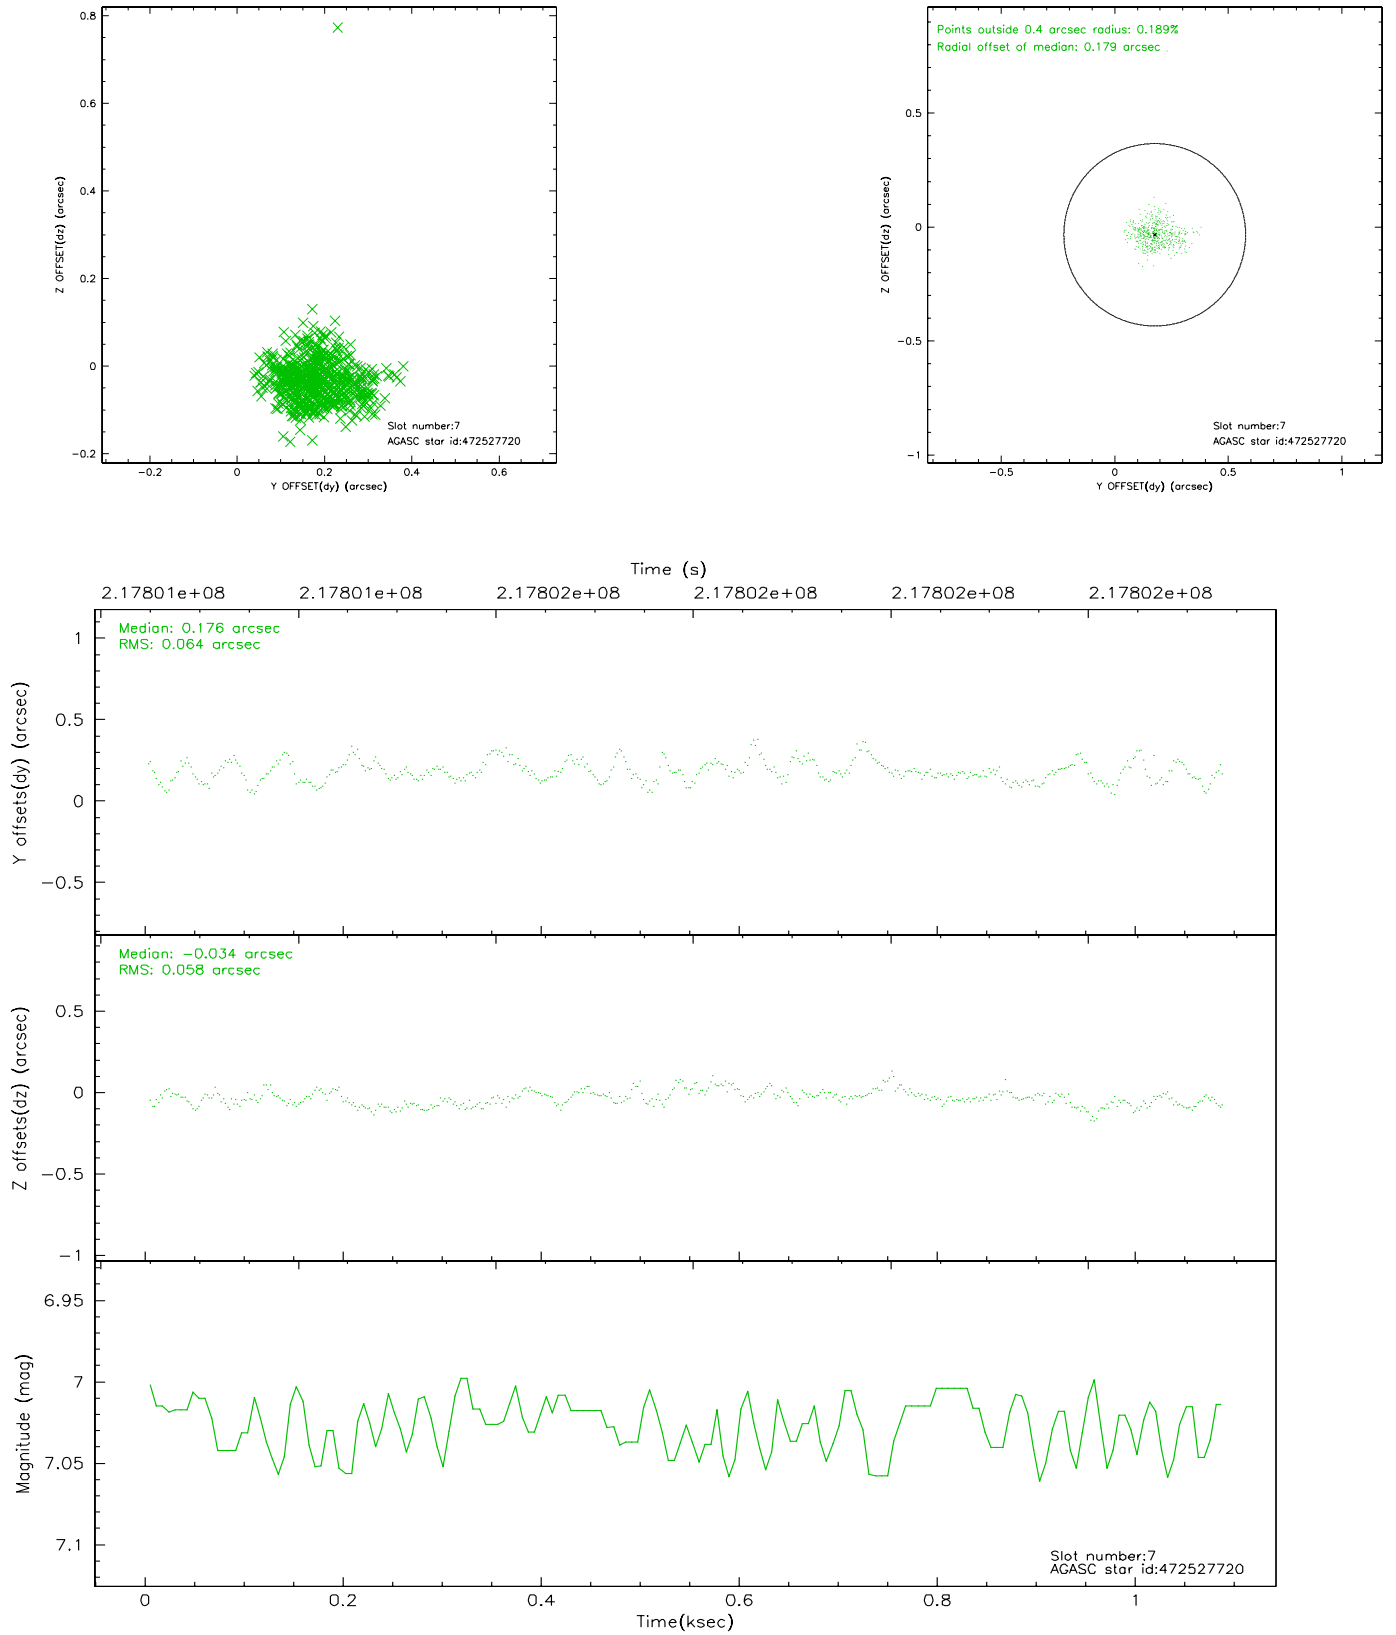 0.8
0.6
0.4
0.2
0
−0.2
−0.2
0
0.2
0.4
0.6
Z OFFSET(dz) (arcsec)
Y OFFSET(dy) (arcsec)
Slot number:7
AGASC star id:472527720
Points outside 0.4 arcsec radius: 0.189%
Radial offset of median: 0.179 arcsec
0.5
0
−0.5
−1
−0.5
0
0.5
1
Z OFFSET(dz) (arcsec)
Y OFFSET(dy) (arcsec)
Slot number:7
AGASC star id:472527720
Time (s)
2.17801e+08 2.17801e+08 2.17802e+08 2.17802e+08 2.17802e+08 2.17802e+08
Median: 0.176 arcsec
RMS: 0.064 arcsec
1
0.5
0
−0.5
Y offsets(dy) (arcsec)
Median: −0.034 arcsec
RMS: 0.058 arcsec
0.5
0
−0.5
−1
Z offsets(dz) (arcsec)
6.95
7
7.05
7.1
Magnitude (mag)
Slot number:7
AGASC star id:472527720
0 0.2 0.4 0.6 0.8 1
Time(ksec)